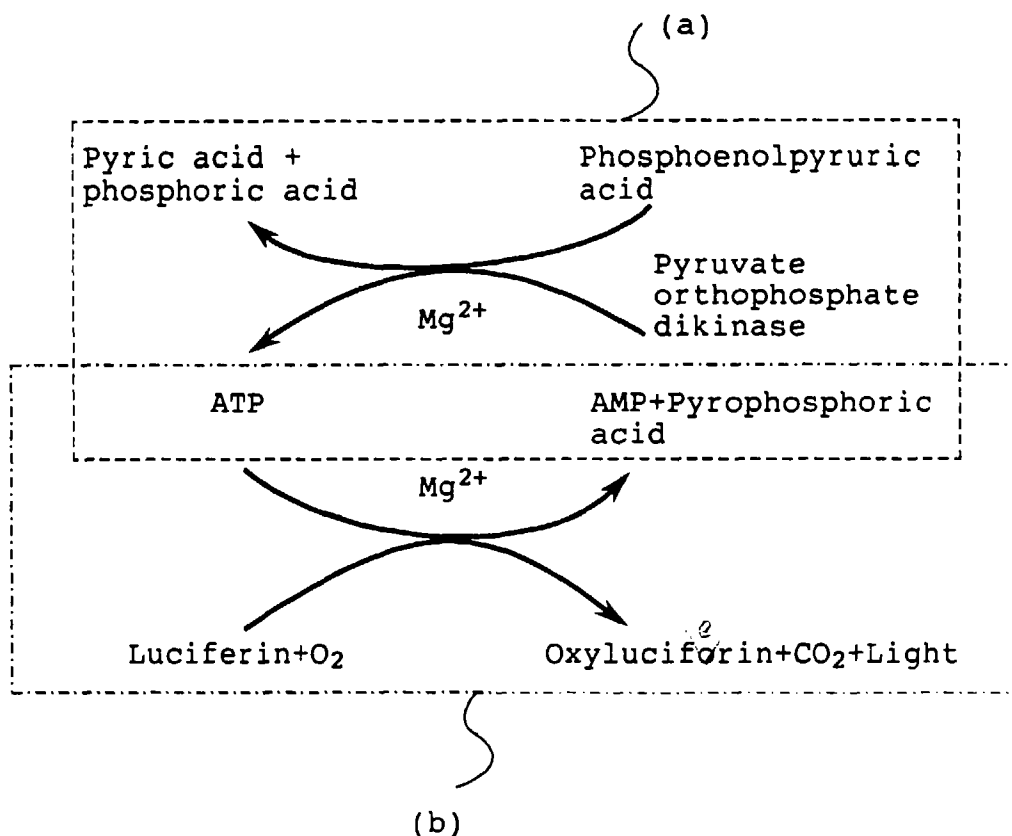 (a)
Pyric acid +
phosphoric acid
Phosphoenolpyruric
acid
Pyruvate
orthophosphate
dikinase
Mg2+
ATP
AMP+Pyrophosphoric
acid
Mg2+
Luciferin+O2
Oxyluciforin+CO2+Light
e
(b)